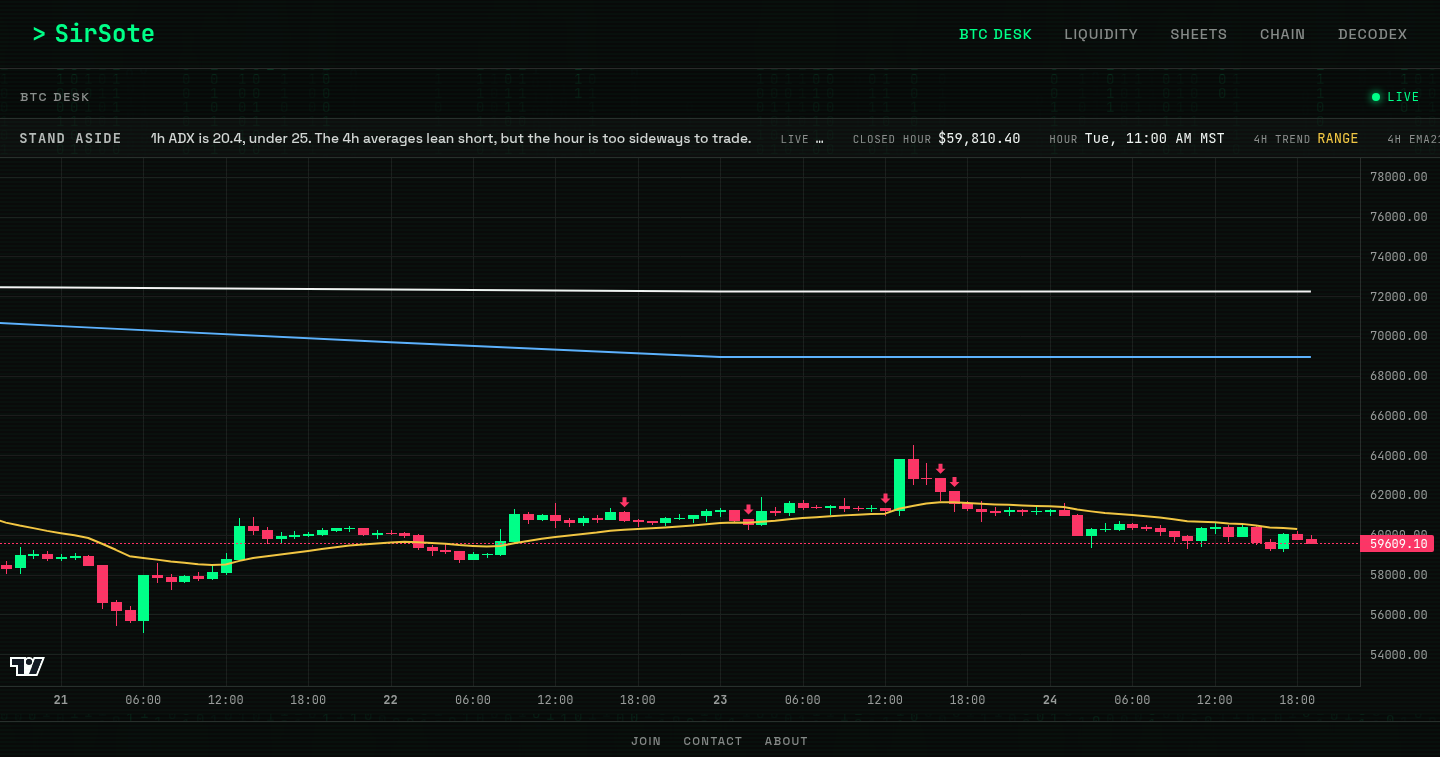 > SirSote
BTC DESK LIQUIDITY SHEETS CHAIN DECODEX
BTC DESK
LIVE
STAND ASIDE 1h ADX is 20.4, under 25. The 4h averages lean short, but the hour is too sideways to trade. LIVE … CLOSED HOUR $59,810.40 HOUR Tue, 11:00 AM MST 4H TREND RANGE 4H EMA2
78000.00
76000.00
74000.00
72000.00
70000.00
68000.00
66000.00
64000.00
62000.00
60000.00
59609.10
58000.00
56000.00
54000.00
21 06:00 12:00 18:00 22 06:00 12:00 18:00 23 06:00 12:00 18:00 24 06:00 12:00 18:00
JOIN CONTACT ABOUT